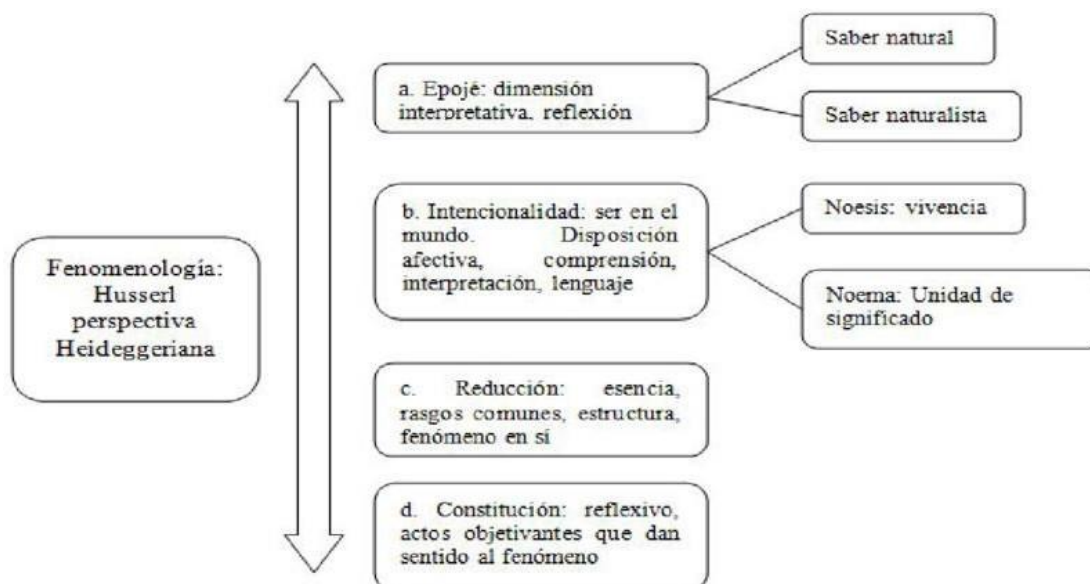 Fenomenología:
Husserl
perspectiva
Heideggeriana
a. Epojé: dimensión
interpretativa, reflexión
Saber natural
Saber naturalista
b. Intencionalidad: ser en el
mundo. Disposición
afectiva, comprensión,
interpretación, lenguaje
Noesis: vivencia
Noema: Unidad de
significado
c. Reducción: esencia,
rasgos comunes, estructura,
fenómeno en sí
d. Constitución: reflexivo,
actos objetivantes que dan
sentido al fenómeno